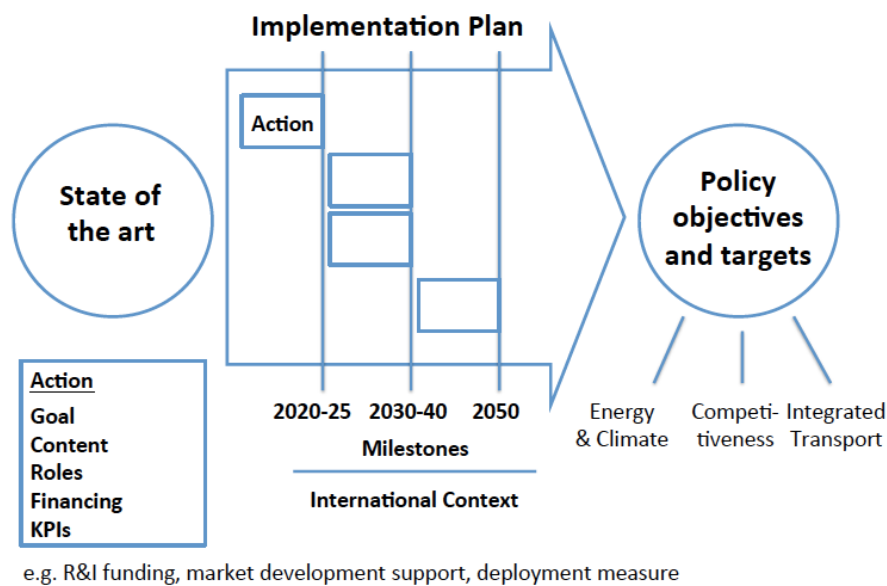 Implementation Plan
Action
State of
the art
Policy
objectives
and targets
Action
Goal
Content
Roles
Financing
KPIs
2020-25 2030-40 2050
Milestones
International Context
Energy
& Climate
Competi-
tiveness
Integrated
Transport
e.g. R&I funding, market development support, deployment measure